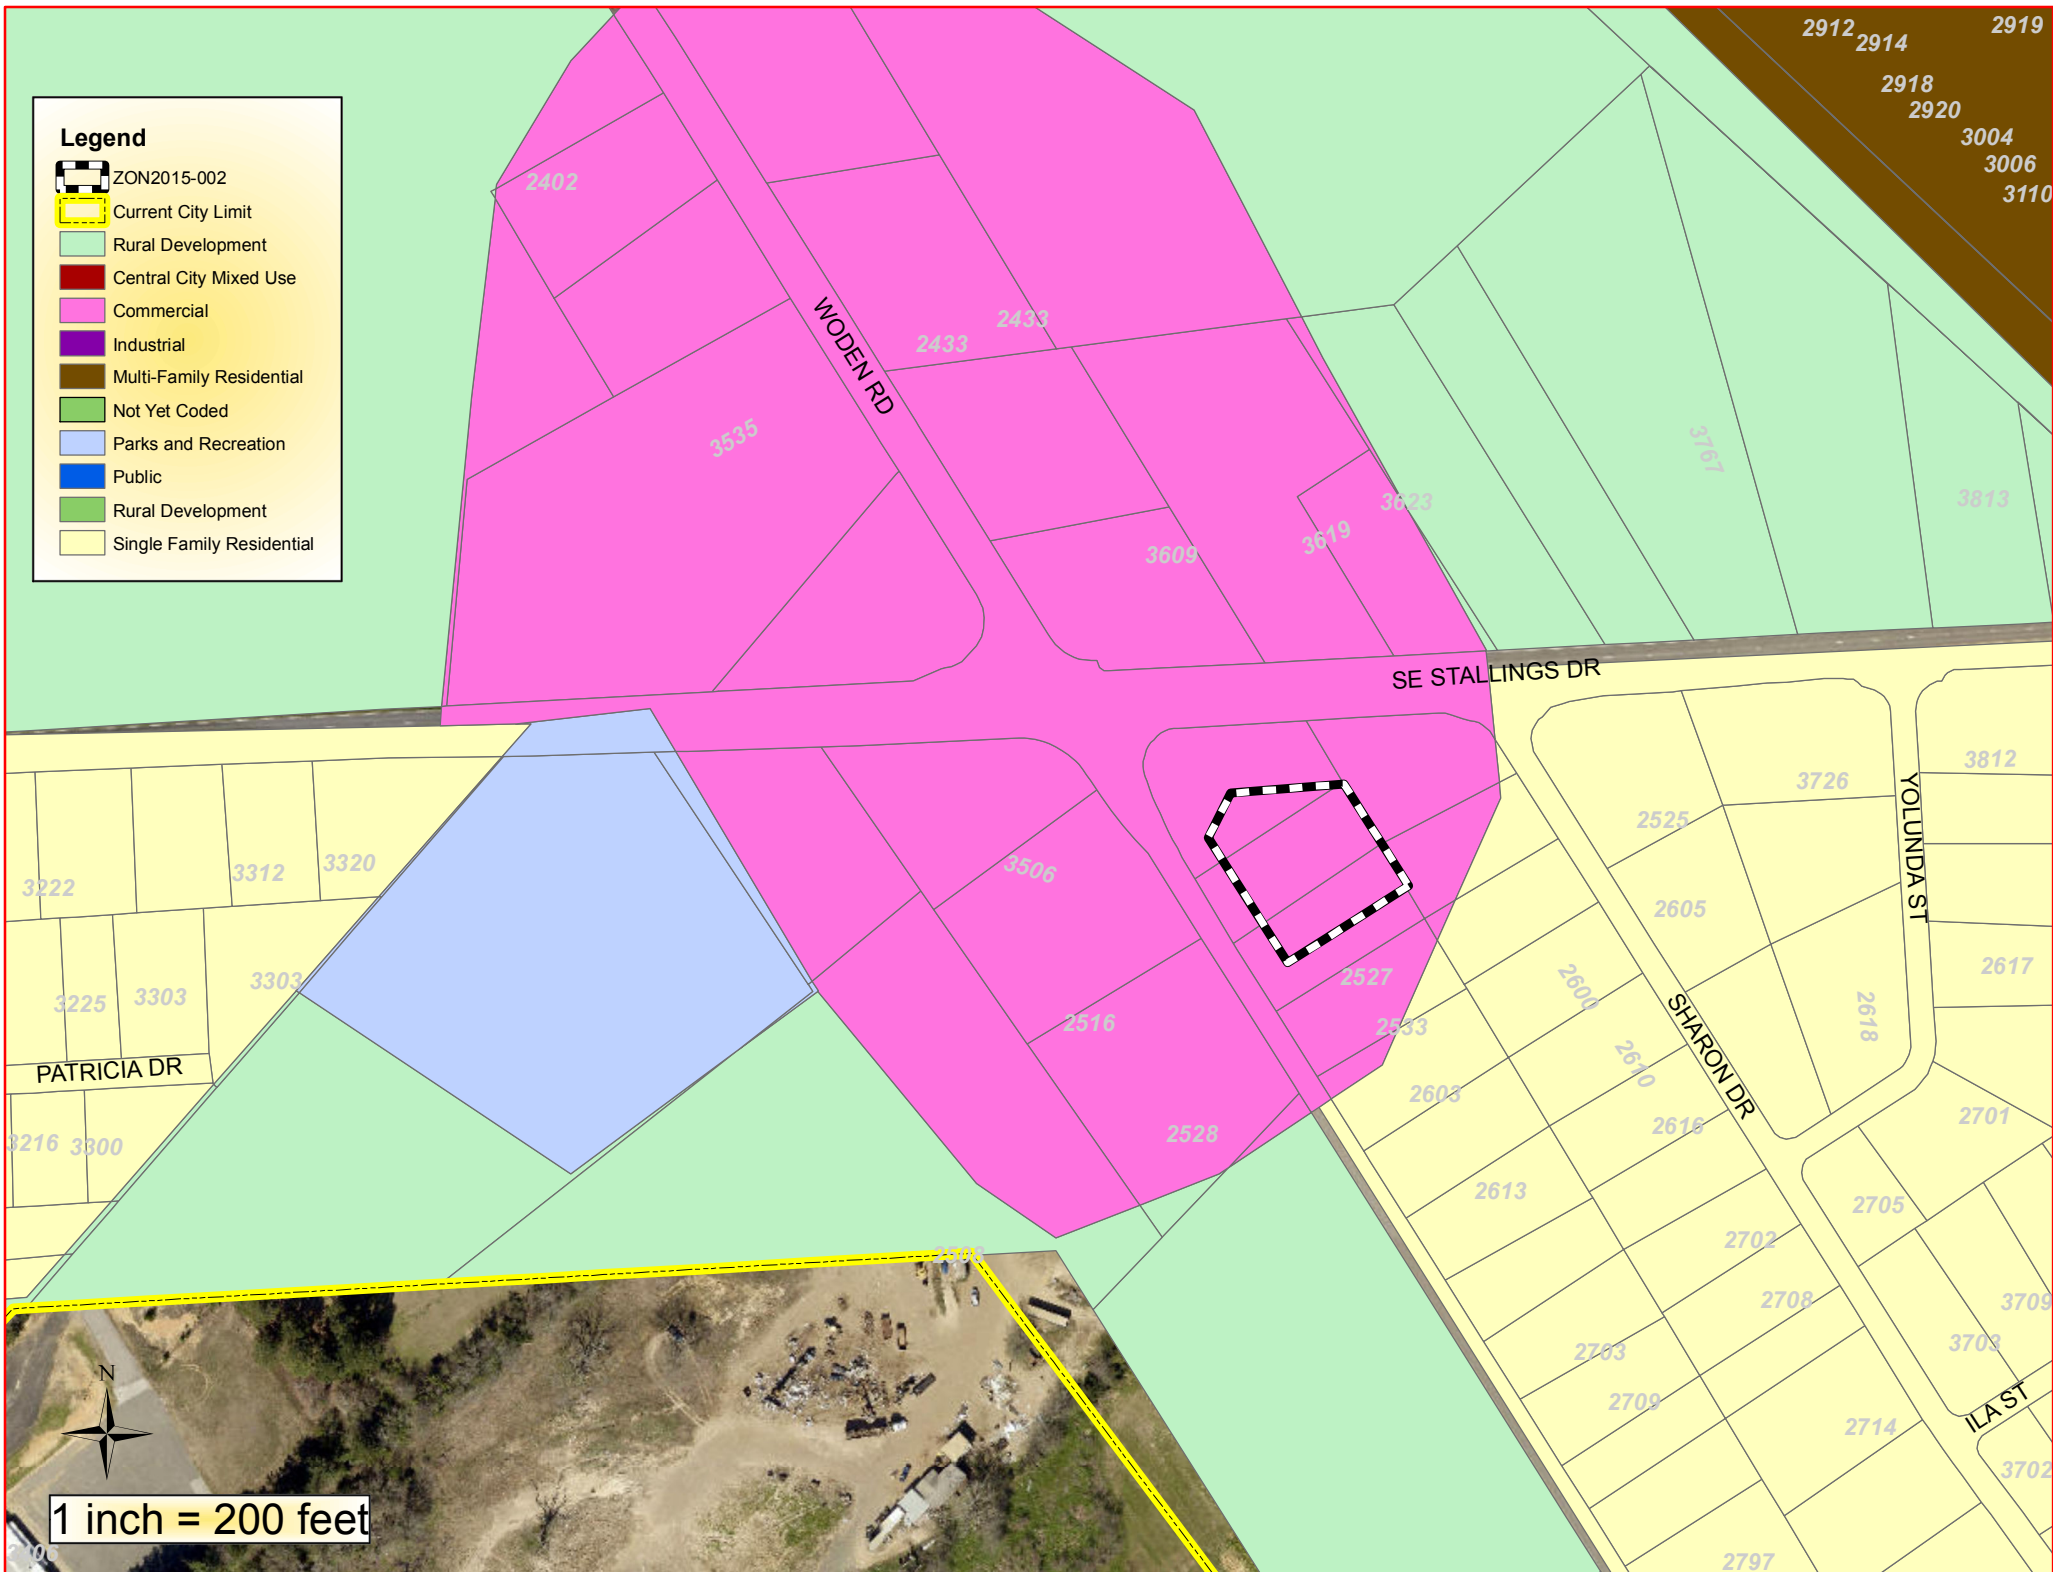 2912
2914
2919
2918
2920
3004
3006
3110
Legend
ZON2015-002
Current City Limit
Rural Development
Central City Mixed Use
Commercial
Industrial
Multi-Family Residential
Not Yet Coded
Parks and Recreation
Public
Rural Development
Single Family Residential
2402
2433
2433
WODEN RD
3535
3767
3623
3813
3619
3609
SE STALLINGS DR
3812
3726
YOLUNDA ST
2525
3506
3312
3320
3222
2605
2617
2527
3303
3303
3225
2600
2618
2516
2533
SHARON DR
PATRICIA DR
2610
2603
2616
2701
2528
3216
3300
2613
2705
2702
2508
2708
3709
3703
2703
N
ILA ST
2709
2714
3702
1 inch = 200 feet
2797